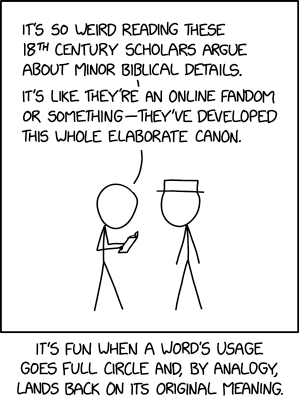 IT'S SO WEIRD READING THESE
18TH CENTURY SCHOLARS ARGUE
ABOUT MINOR BIBLICAL DETAILS.
IT'S LIKE THEY'RE AN ONLINE FANDOM
OR SOMETHING—THEY'VE DEVELOPED
THIS WHOLE ELABORATE CANON.
IT'S FUN WHEN A WORD'S USAGE
GOES FULL CIRCLE AND, BY ANALOGY,
LANDS BACK ON ITS ORIGINAL MEANING.